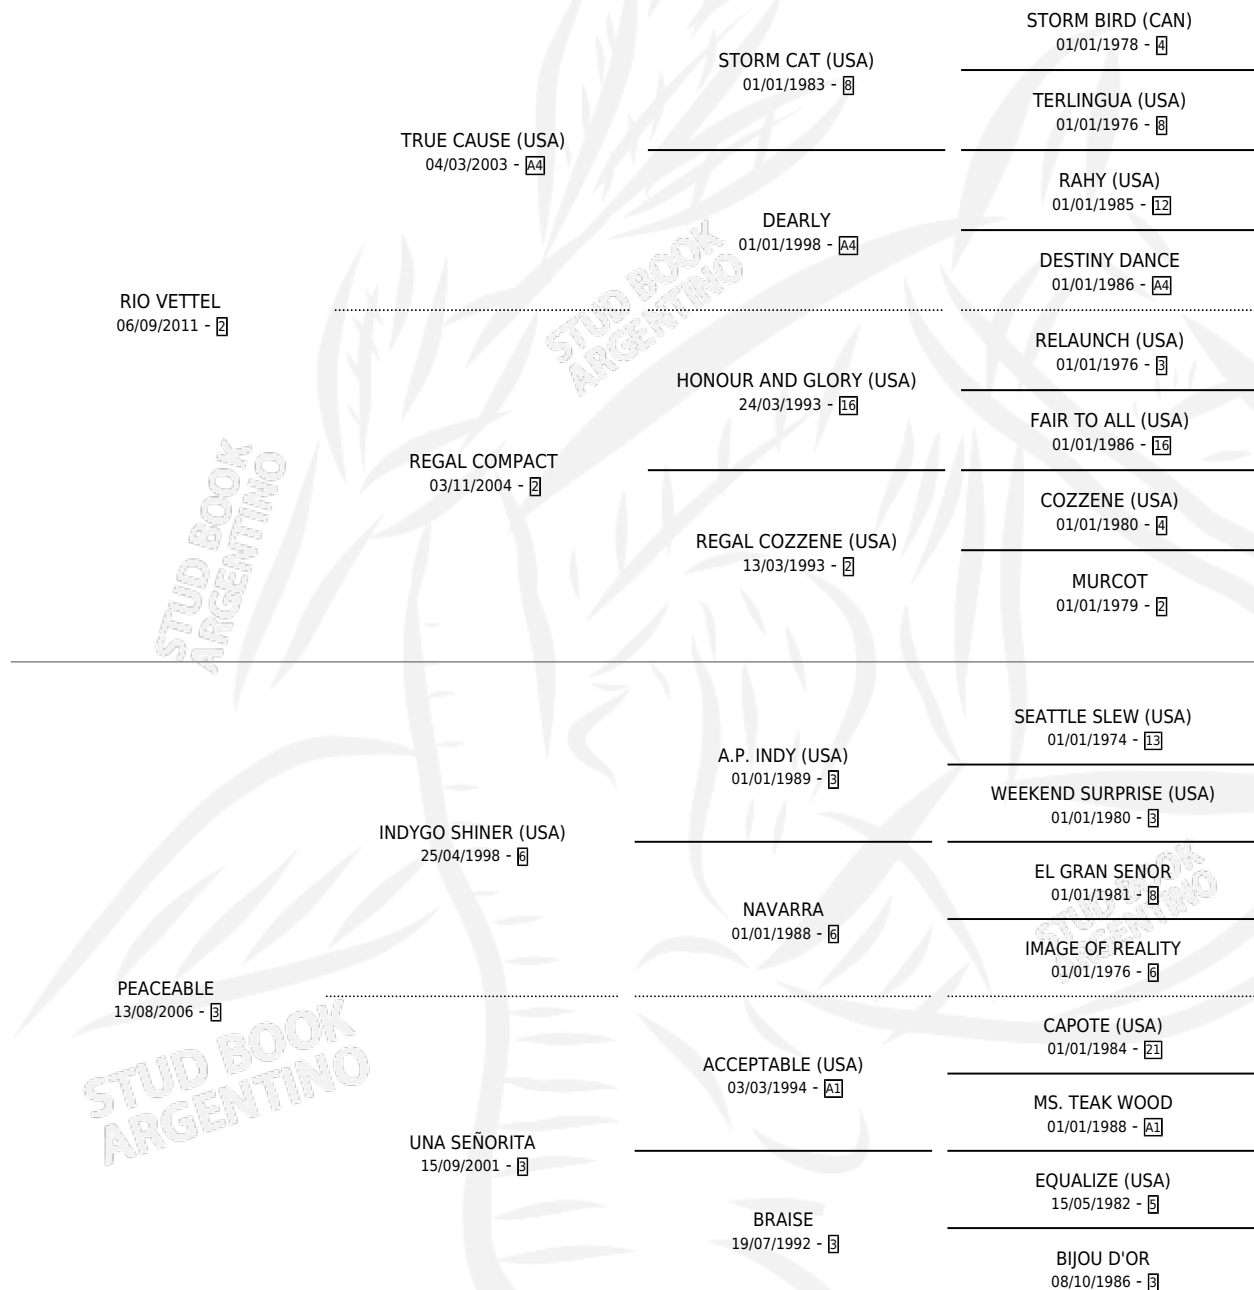 STORM BIRD (CAN)
01/01/1978 - 4
STORM CAT (USA)
01/01/1983 - 8
TERLINGUA (USA)
01/01/1976 - 8
TRUE CAUSE (USA)
04/03/2003 - A4
RAHY (USA)
01/01/1985 - 12
DEARLY
01/01/1998 - A4
DESTINY DANCE
01/01/1986 - A4
RIO VETTEL
06/09/2011 - 2
RELAUNCH (USA)
01/01/1976 - 3
HONOUR AND GLORY (USA)
24/03/1993 - 16
FAIR TO ALL (USA)
01/01/1986 - 16
REGAL COMPACT
03/11/2004 - 2
COZZENE (USA)
01/01/1980 - 4
REGAL COZZENE (USA)
13/03/1993 - 2
MURCOT
01/01/1979 - 2
SEATTLE SLEW (USA)
01/01/1974 - 13
A.P. INDY (USA)
01/01/1989 - 3
WEEKEND SURPRISE (USA)
01/01/1980 - 3
INDYGO SHINER (USA)
25/04/1998 - 6
EL GRAN SENOR
01/01/1981 - 8
NAVARRA
01/01/1988 - 6
IMAGE OF REALITY
01/01/1976 - 6
PEACEABLE
13/08/2006 - 3
CAPOTE (USA)
01/01/1984 - 21
ACCEPTABLE (USA)
03/03/1994 - A1
MS. TEAK WOOD
01/01/1988 - A1
UNA SEÑORITA
15/09/2001 - 3
EQUALIZE (USA)
15/05/1982 - 5
BRAISE
19/07/1992 - 3
BIJOU D'OR
08/10/1986 - 3
STUD BOOK
ARGENTINO
STUD BOOK
ARGENTINO
STUD BOOK
ARGENTINO
STUD BOOK
ARGENTINO